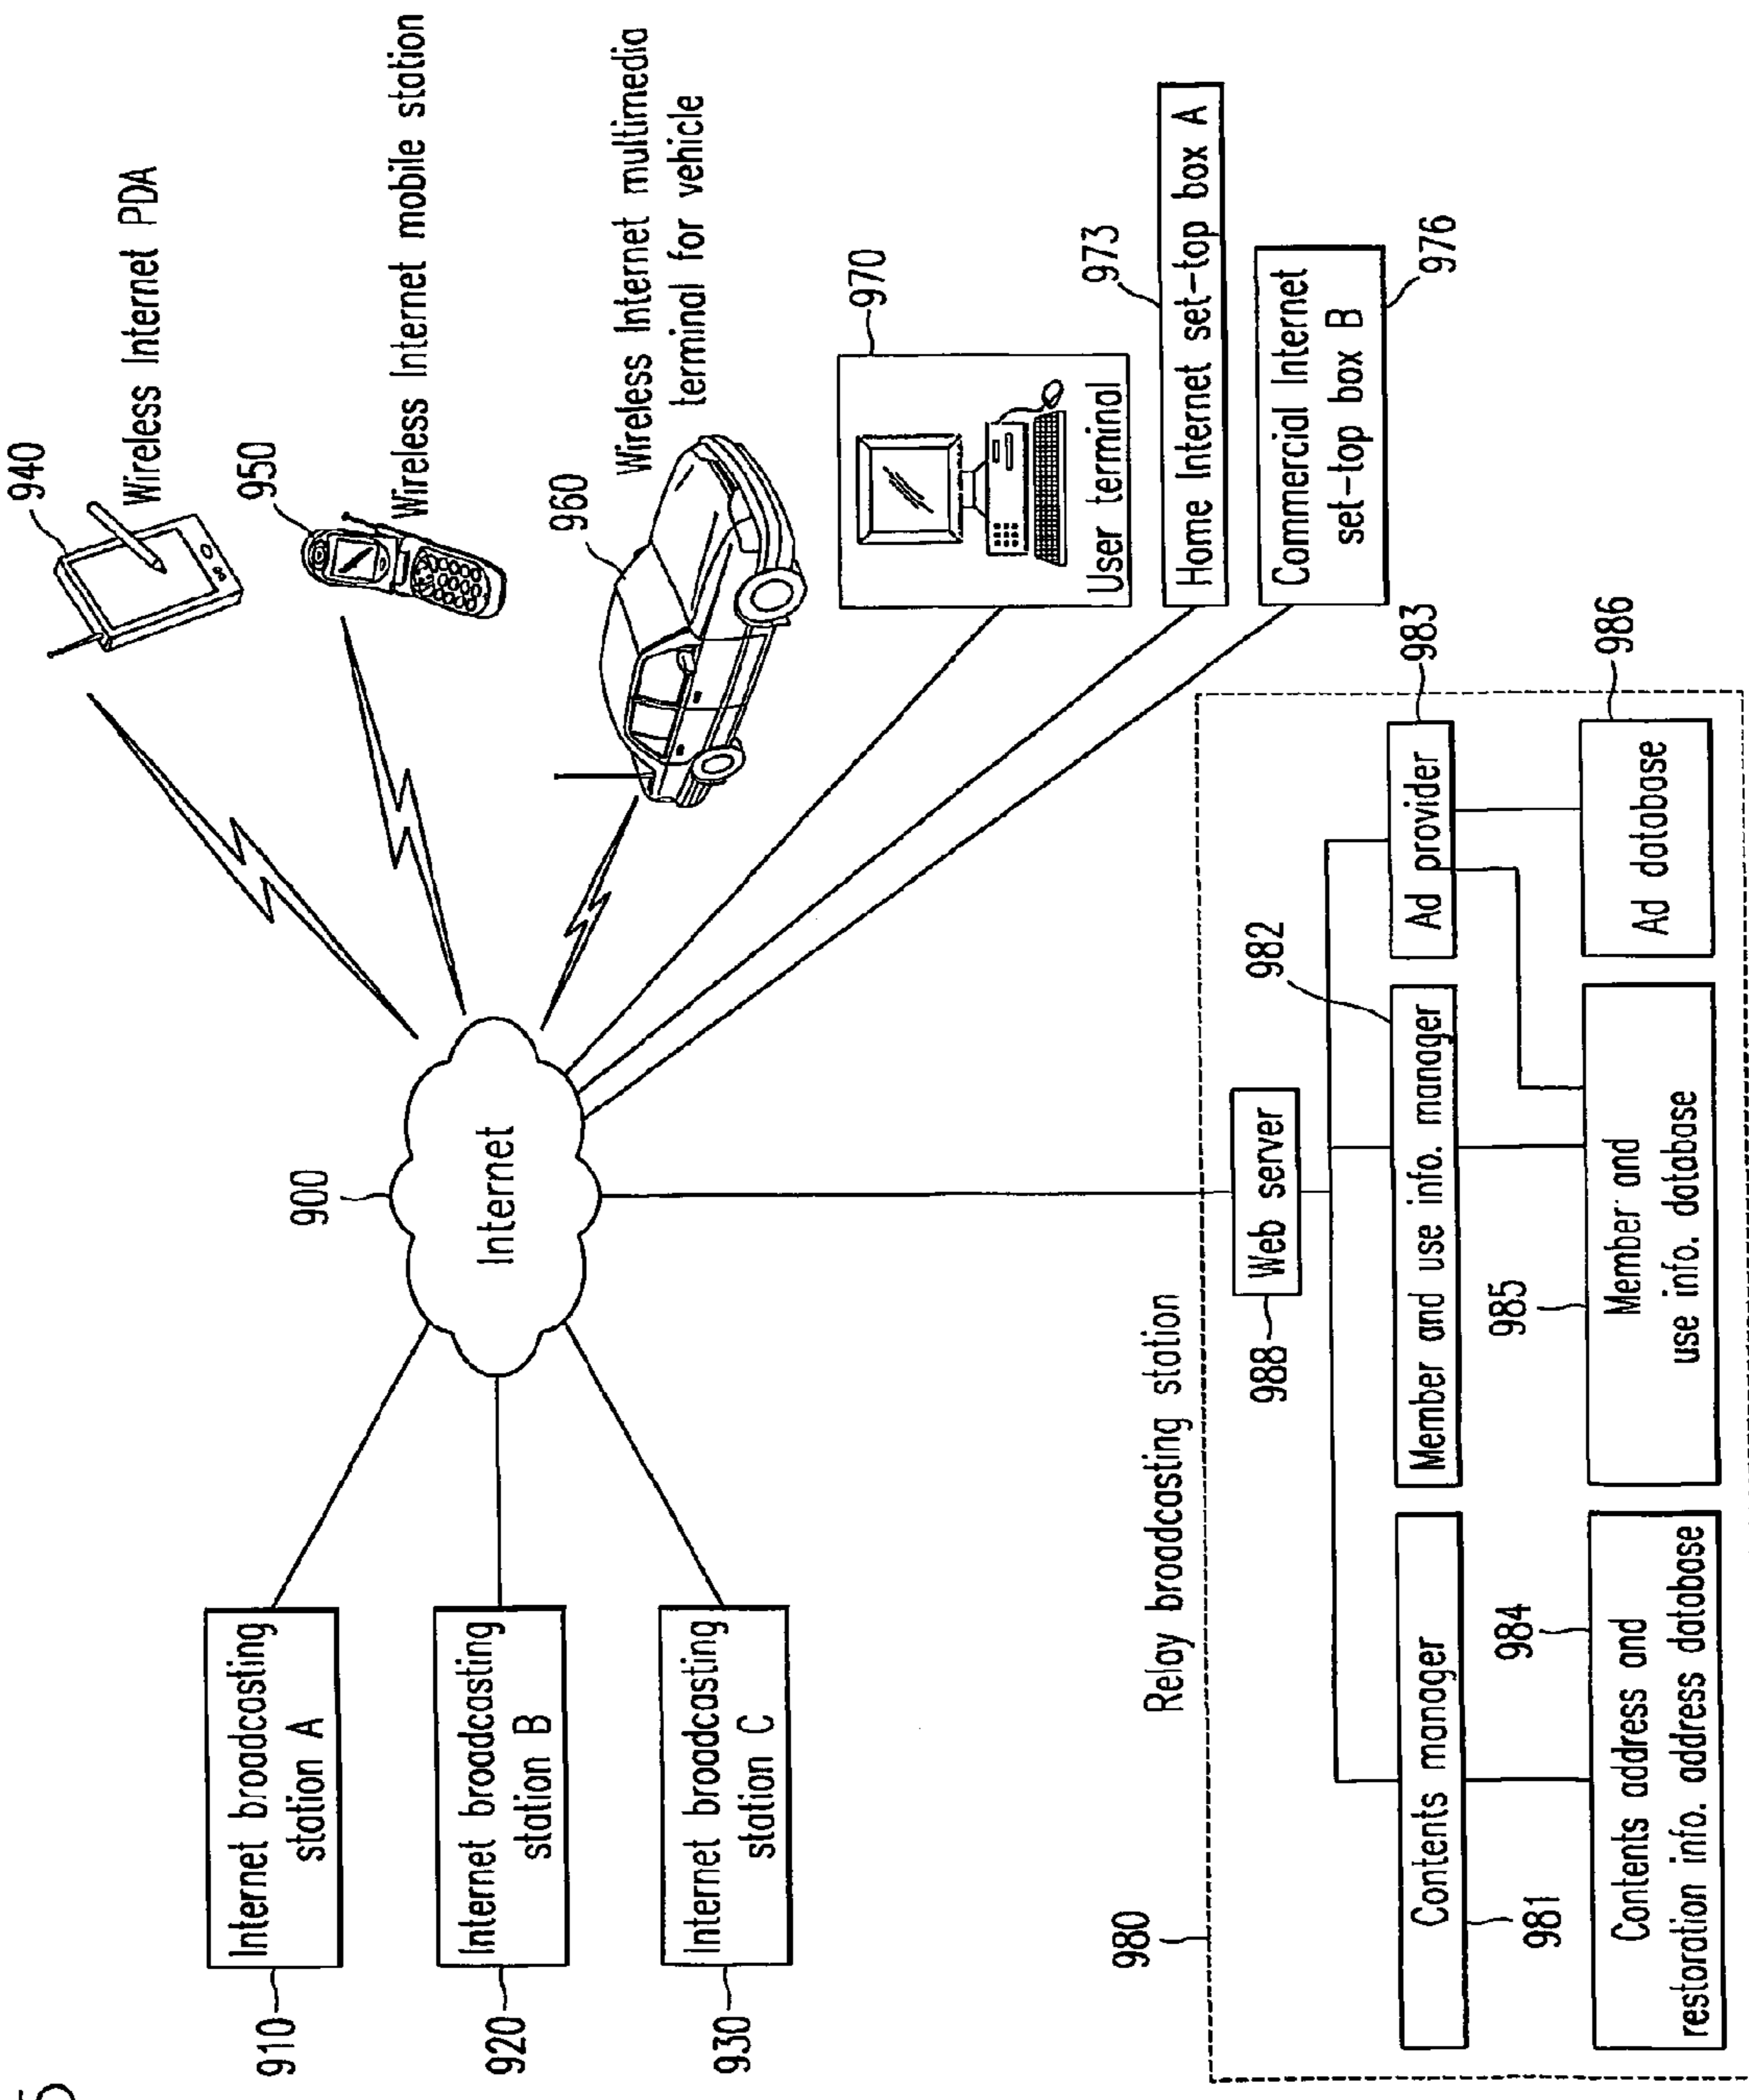 5
940
Wireless Internet PDA
950
Wireless Internet mobile station
960
Wireless Internet multimedia
terminal for vehicle
900
Internet
910
Internet broadcasting
station A
920
Internet broadcasting
station B
930
Internet broadcasting
station C
970
User terminal
973
Home Internet set-top box A
Commercial Internet
set-top box B
976
980
Relay broadcasting station
988
Web server
982
983
Contents manager
981
Member and use info. manager
Ad provider
984
Contents address and
restoration info. address database
985
Member and
use info. database
Ad database
986